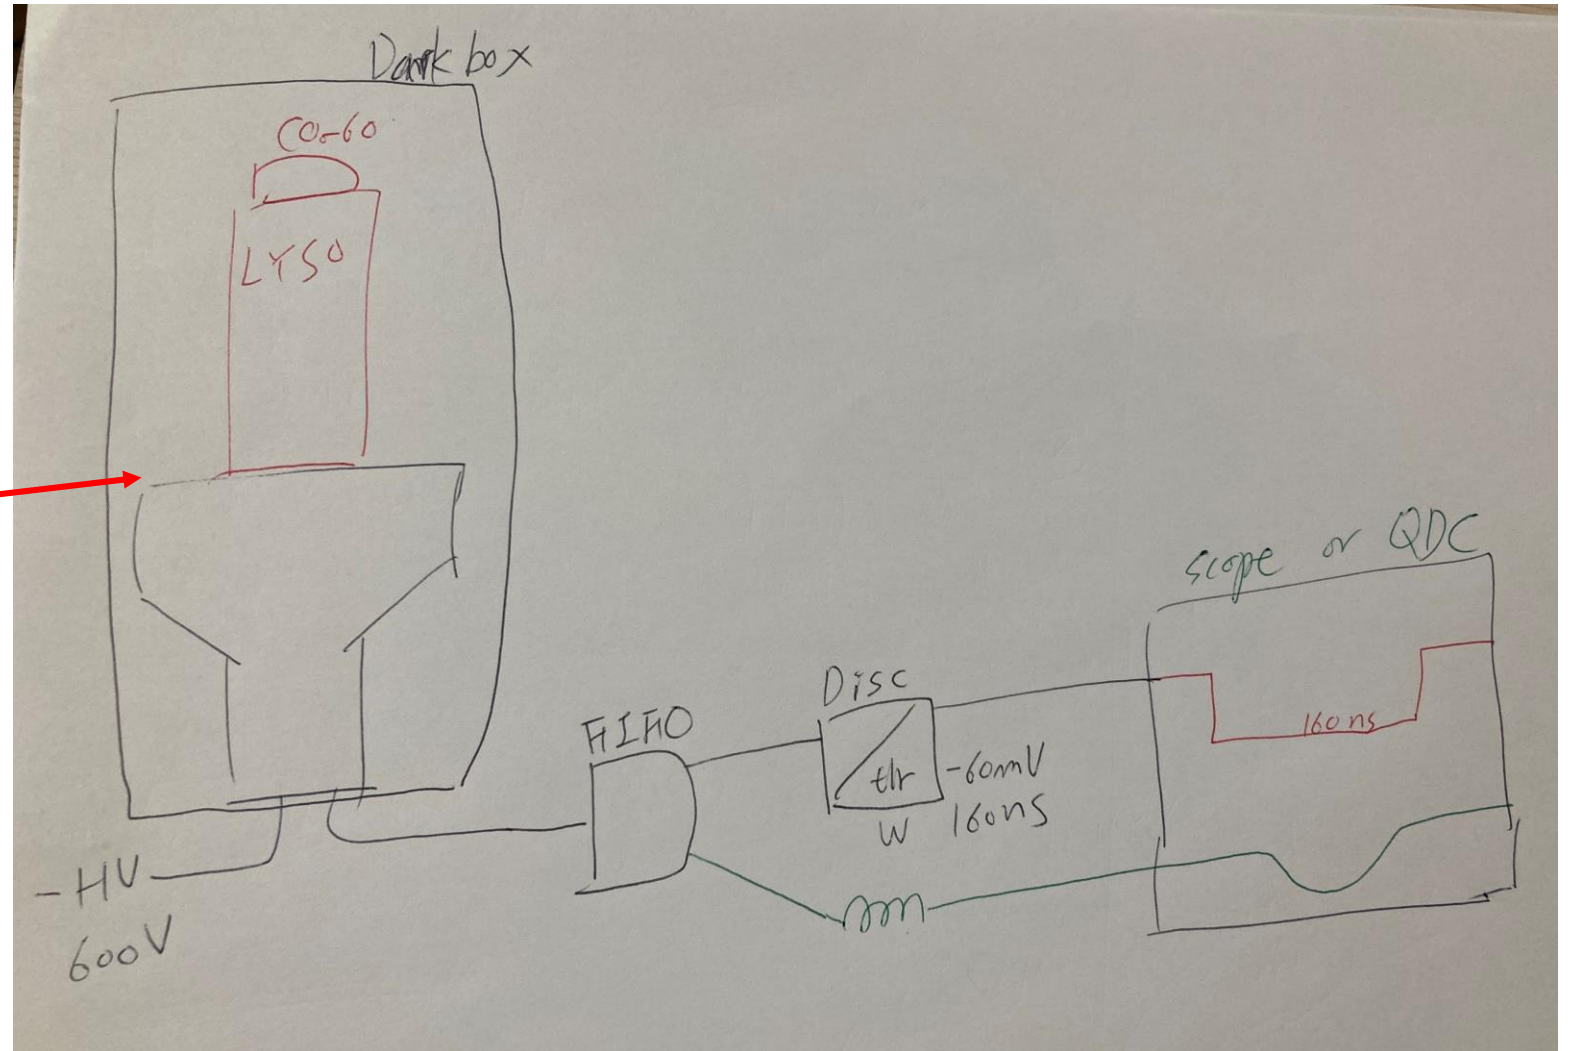 Dark box
CO-60
LYSO
scope or QDC
Disc
FIFO
160ns
thr -60mV
W 160ns
-HV
600V